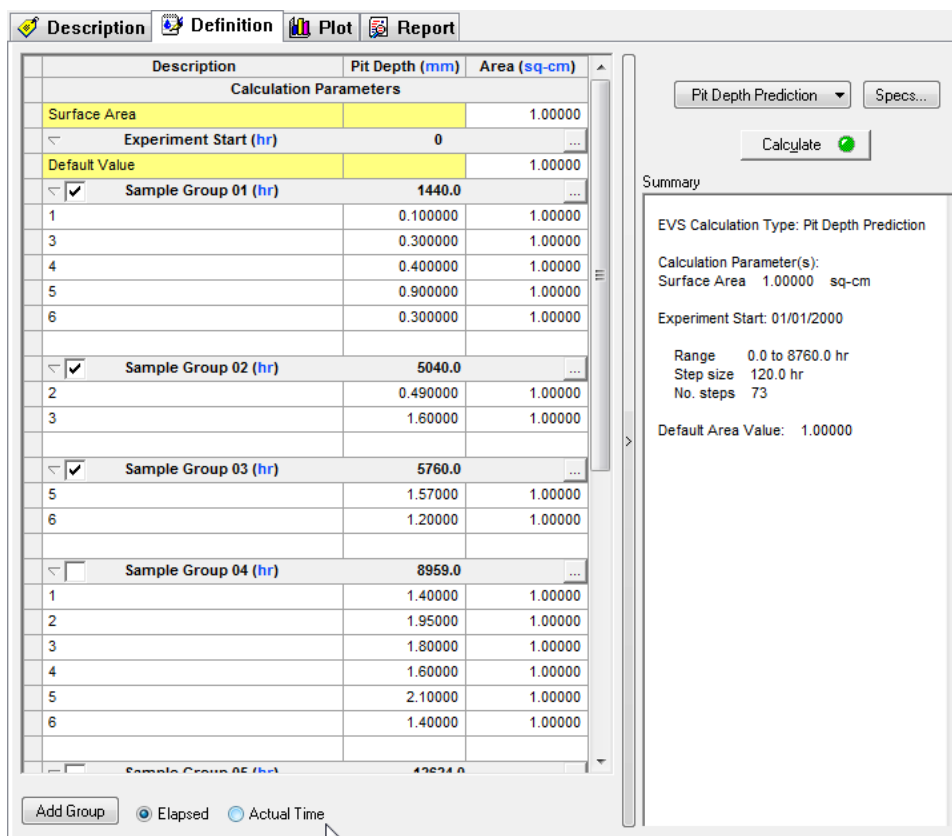 Description Definition Plot Report
Description Pit Depth (mm) Area (sq-cm)
Calculation Parameters
Surface Area 1.00000
Experiment Start (hr) 0 ...
Default Value 1.00000
Sample Group 01 (hr) 1440.0 ...
1 0.100000 1.00000
3 0.300000 1.00000
4 0.400000 1.00000
5 0.900000 1.00000
6 0.300000 1.00000
Sample Group 02 (hr) 5040.0 ...
2 0.490000 1.00000
3 1.60000 1.00000
Sample Group 03 (hr) 5760.0 ...
5 1.57000 1.00000
6 1.20000 1.00000
Sample Group 04 (hr) 8959.0 ...
1 1.40000 1.00000
2 1.95000 1.00000
3 1.80000 1.00000
4 1.60000 1.00000
5 2.10000 1.00000
6 1.40000 1.00000
Sample Group 05 (hr) 12624.0
Add Group Elapsed Actual Time
>
Pit Depth Prediction Specs...
Calculate
Summary
EVS Calculation Type: Pit Depth Prediction
Calculation Parameter(s):
Surface Area 1.00000 sq-cm
Experiment Start: 01/01/2000
Range 0.0 to 8760.0 hr
Step size 120.0 hr
No. steps 73
Default Area Value: 1.00000